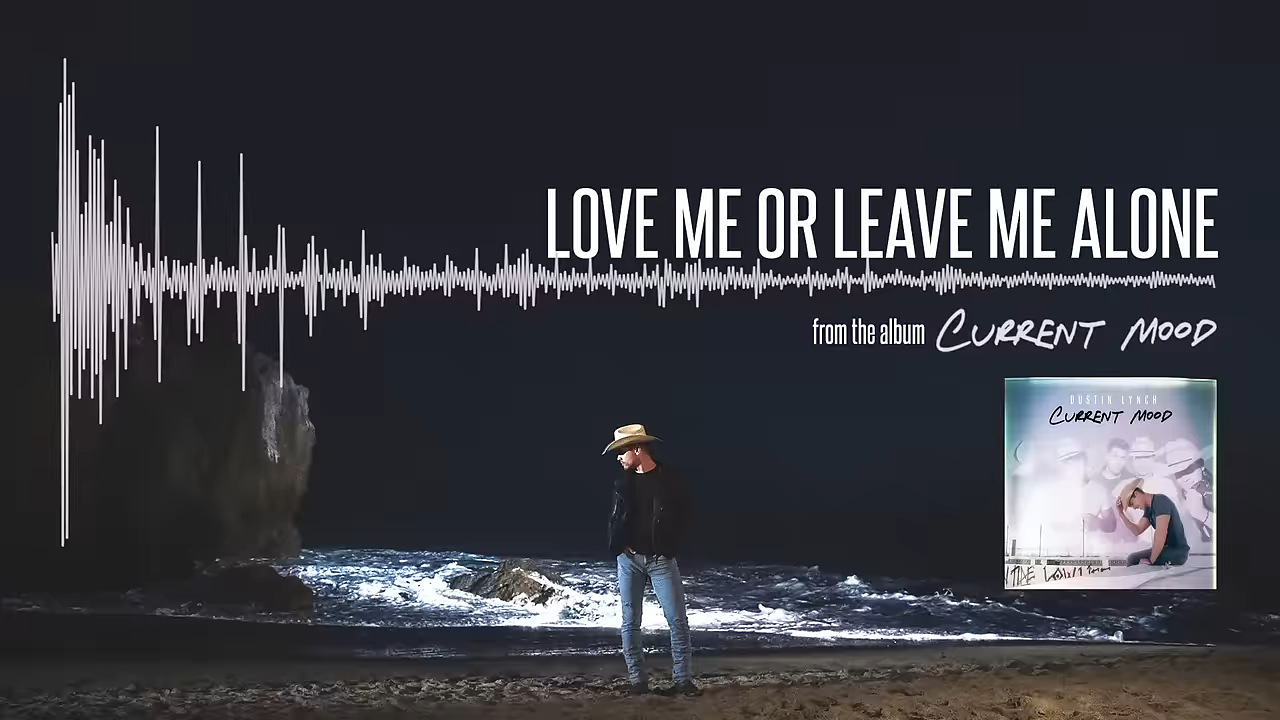 LOVE ME OR LEAVE ME ALONE
from the album CURRENT MOOD
DUSTIN LYNCH
CURRENT MOOD